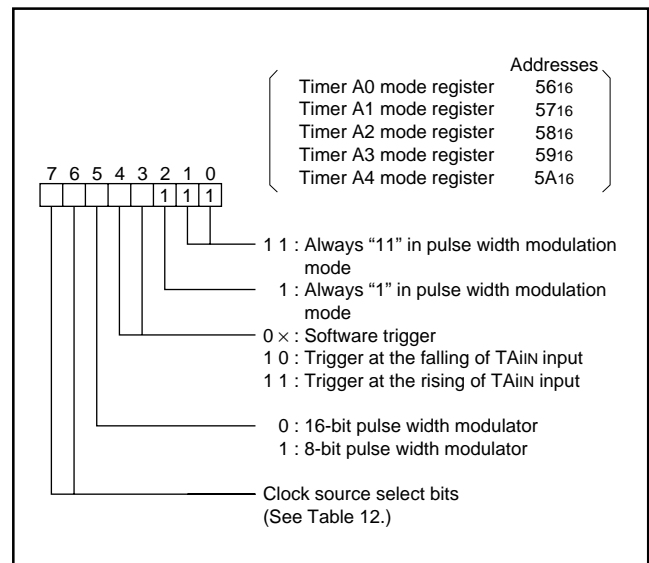 Addresses
Timer A0 mode register 5616
Timer A1 mode register 5716
Timer A2 mode register 5816
Timer A3 mode register 5916
Timer A4 mode register 5A16
7 6 5 4 3 2 1 0
1 1 1
1 1 : Always “11” in pulse width modulation
mode
1 : Always “1” in pulse width modulation
mode
0 × : Software trigger
1 0 : Trigger at the falling of TAiIN input
1 1 : Trigger at the rising of TAiIN input
0 : 16-bit pulse width modulator
1 : 8-bit pulse width modulator
Clock source select bits
(See Table 12.)